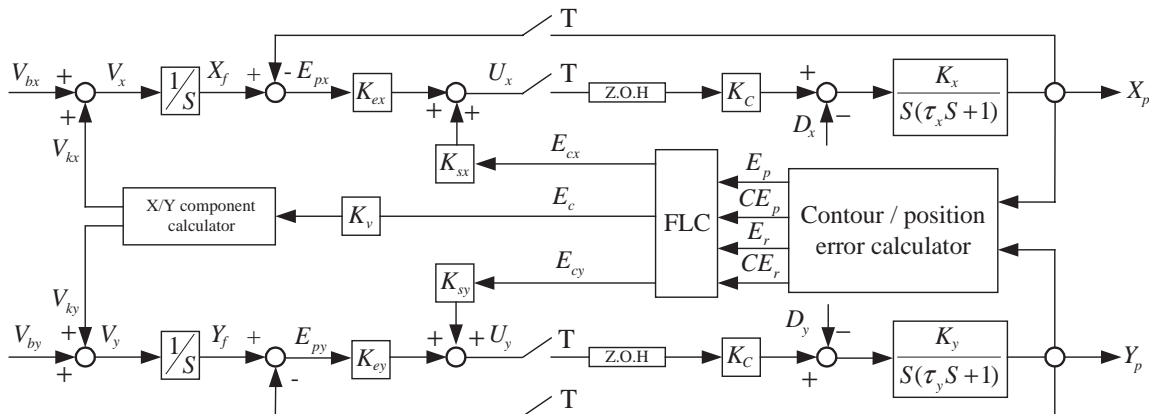 T
V_bx + V_x 1/S X_f + - E_px K_ex + U_x T Z.O.H K_C + K_x / S(τ_x S+1) X_p
+ + D_x −
V_kx K_sx E_cx E_p
X/Y component calculator K_v E_c FLC CE_p Contour / position error calculator
E_r
K_sy E_cy CE_r
V_ky D_y −
V_by + + V_y 1/S Y_f + - E_py K_ey + + U_y T Z.O.H K_C + K_y / S(τ_y S+1) Y_p
T